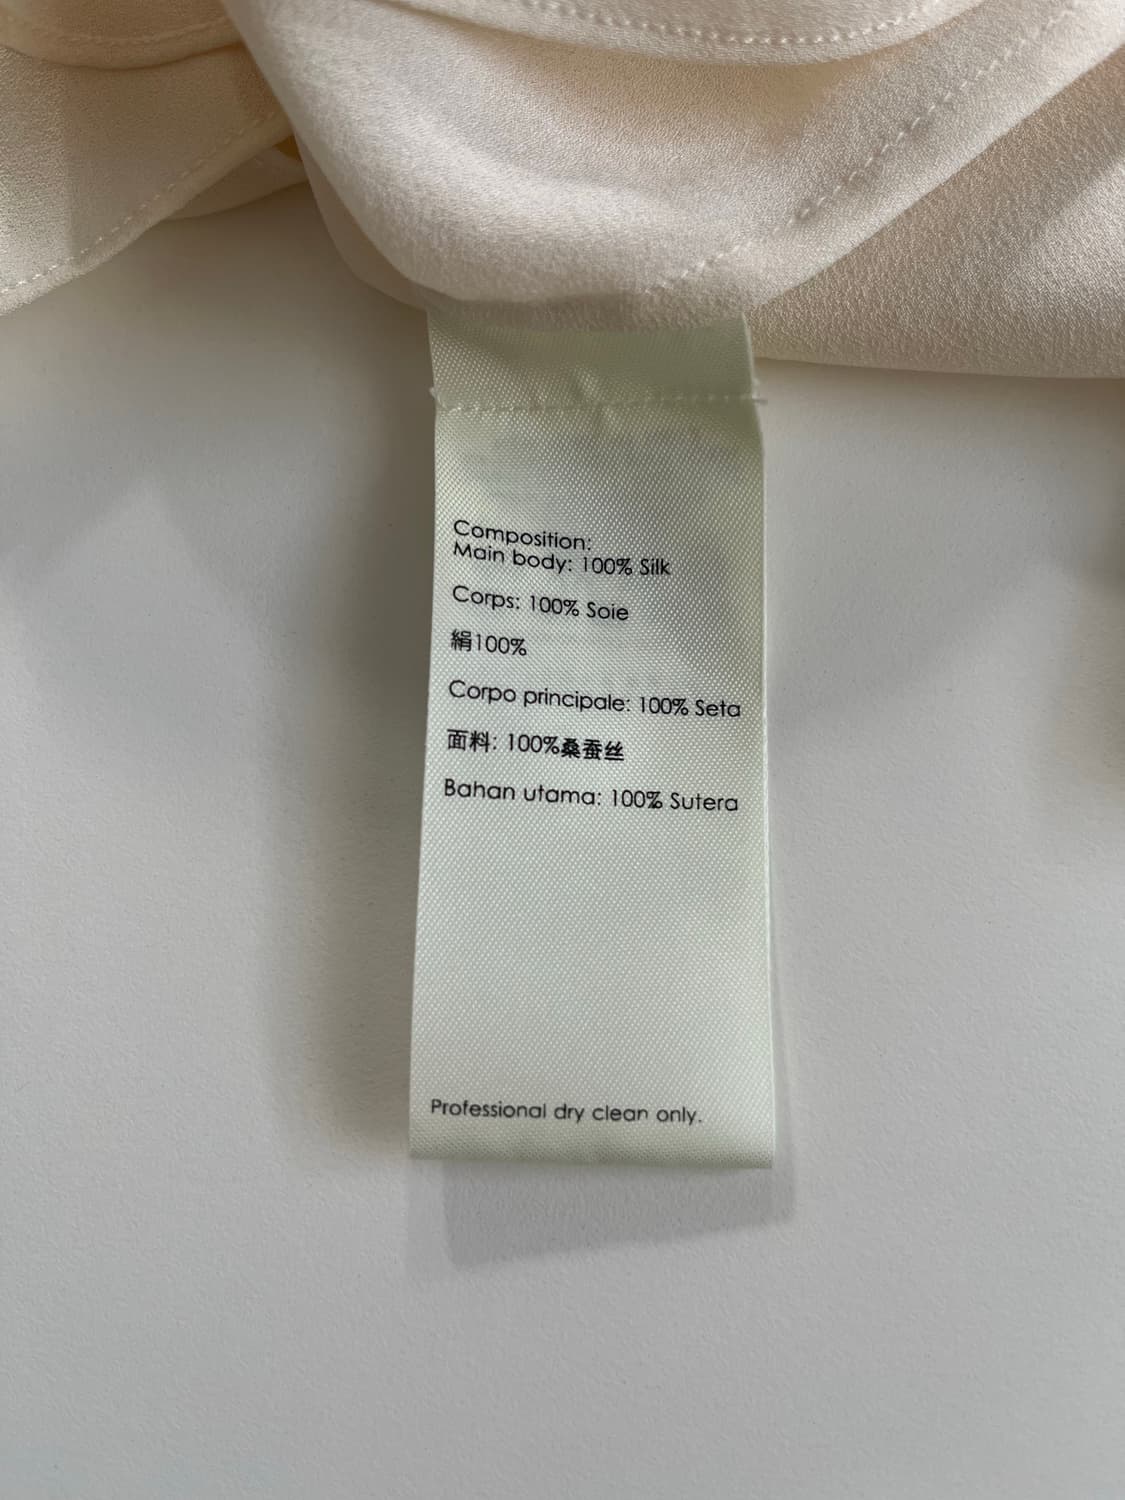 Composition:
Main body: 100% Silk
Corps: 100% Soie
絹100%
Corpo principale: 100% Seta
面料: 100%桑蚕丝
Bahan utama: 100% Sutera
Professional dry clean only.